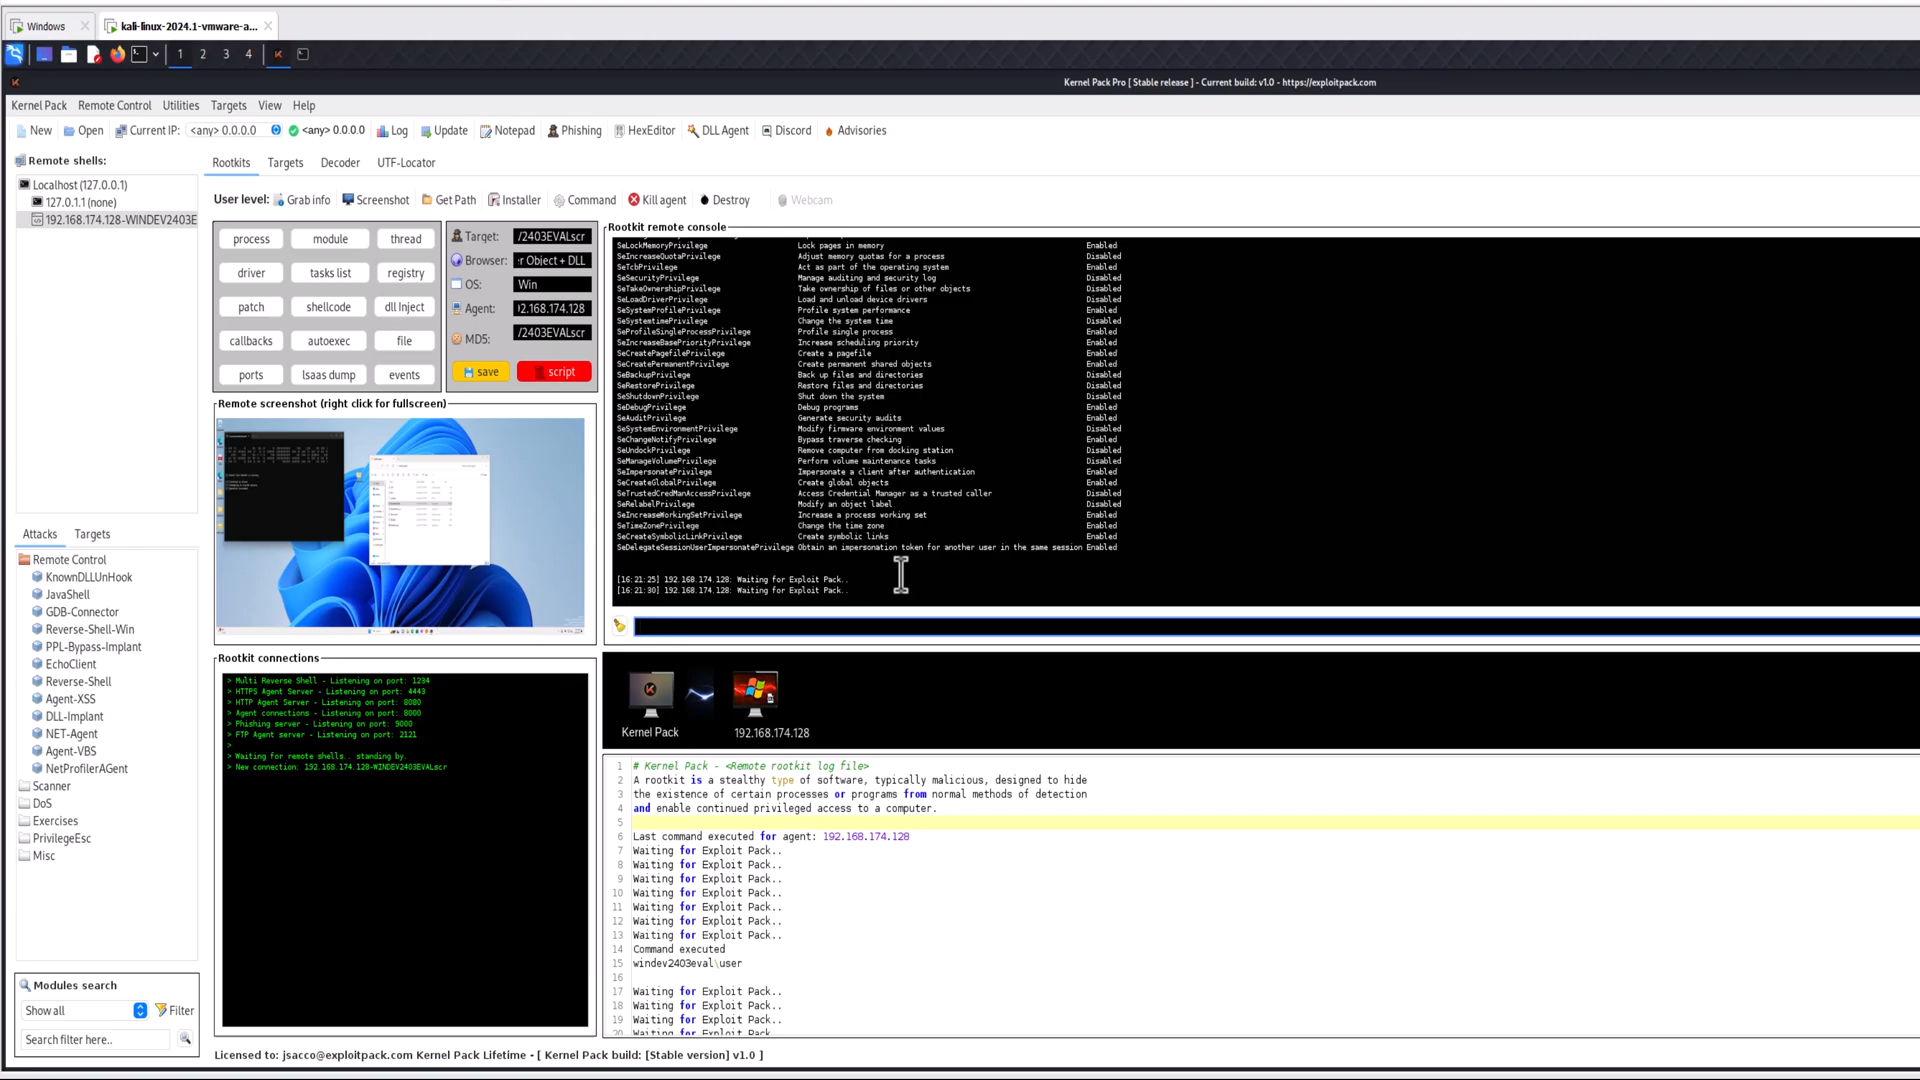 Windows
kali-linux-2024.1-vmware-a...
1 2 3 4
Kernel Pack Pro [ Stable release ] - Current build: v1.0 - https://exploitpack.com
Kernel Pack Remote Control Utilities Targets View Help
New Open Current IP: <any> 0.0.0.0 <any> 0.0.0.0 Log Update Notepad Phishing HexEditor DLL Agent Discord Advisories
Remote shells:
Localhost (127.0.0.1)
127.0.1.1 (none)
192.168.174.128-WINDEV2403E
Rootkits Targets Decoder UTF-Locator
User level: Grab info Screenshot Get Path Installer Command Kill agent Destroy Webcam
process module thread
driver tasks list registry
patch shellcode dll Inject
callbacks autoexec file
ports lsaas dump events
Target: /2403EVALscr
Browser: r Object + DLL
OS: Win
Agent: 2.168.174.128
MD5: /2403EVALscr
save script
Rootkit remote console
SeLockMemoryPrivilege Lock pages in memory Enabled
SeIncreaseQuotaPrivilege Adjust memory quotas for a process Disabled
SeTcbPrivilege Act as part of the operating system Enabled
SeSecurityPrivilege Manage auditing and security log Disabled
SeTakeOwnershipPrivilege Take ownership of files or other objects Disabled
SeLoadDriverPrivilege Load and unload device drivers Disabled
SeSystemProfilePrivilege Profile system performance Enabled
SeSystemtimePrivilege Change the system time Disabled
SeProfileSingleProcessPrivilege Profile single process Enabled
SeIncreaseBasePriorityPrivilege Increase scheduling priority Enabled
SeCreatePagefilePrivilege Create a pagefile Enabled
SeCreatePermanentPrivilege Create permanent shared objects Enabled
SeBackupPrivilege Back up files and directories Disabled
SeRestorePrivilege Restore files and directories Disabled
SeShutdownPrivilege Shut down the system Disabled
SeDebugPrivilege Debug programs Enabled
SeAuditPrivilege Generate security audits Enabled
SeSystemEnvironmentPrivilege Modify firmware environment values Disabled
SeChangeNotifyPrivilege Bypass traverse checking Enabled
SeUndockPrivilege Remove computer from docking station Disabled
SeManageVolumePrivilege Perform volume maintenance tasks Disabled
SeImpersonatePrivilege Impersonate a client after authentication Enabled
SeCreateGlobalPrivilege Create global objects Enabled
SeTrustedCredManAccessPrivilege Access Credential Manager as a trusted caller Disabled
SeRelabelPrivilege Modify an object label Disabled
SeIncreaseWorkingSetPrivilege Increase a process working set Enabled
SeTimeZonePrivilege Change the time zone Enabled
SeCreateSymbolicLinkPrivilege Create symbolic links Enabled
SeDelegateSessionUserImpersonatePrivilege Obtain an impersonation token for another user in the same session Enabled
[16:21:25] 192.168.174.128: Waiting for Exploit Pack..
[16:21:30] 192.168.174.128: Waiting for Exploit Pack..
Remote screenshot (right click for fullscreen)
Attacks Targets
Remote Control
KnownDLLUnHook
JavaShell
GDB-Connector
Reverse-Shell-Win
PPL-Bypass-Implant
EchoClient
Reverse-Shell
Agent-XSS
DLL-Implant
NET-Agent
Agent-VBS
NetProfilerAGent
Scanner
DoS
Exercises
PrivilegeEsc
Misc
Modules search
Show all Filter
Search filter here..
Rootkit connections
> Multi Reverse Shell - Listening on port: 1234
> HTTPS Agent Server - Listening on port: 4443
> HTTP Agent Server - Listening on port: 8080
> Agent connections - Listening on port: 8000
> Phishing server - Listening on port: 9000
> FTP Agent server - Listening on port: 2121
>
> Waiting for remote shells.. standing by.
> New connection: 192.168.174.128-WINDEV2403EVALscr
Kernel Pack 192.168.174.128
1 # Kernel Pack - <Remote rootkit log file>
2 A rootkit is a stealthy type of software, typically malicious, designed to hide
3 the existence of certain processes or programs from normal methods of detection
4 and enable continued privileged access to a computer.
5
6 Last command executed for agent: 192.168.174.128
7 Waiting for Exploit Pack..
8 Waiting for Exploit Pack..
9 Waiting for Exploit Pack..
10 Waiting for Exploit Pack..
11 Waiting for Exploit Pack..
12 Waiting for Exploit Pack..
13 Waiting for Exploit Pack..
14 Command executed
15 windev2403eval\user
16
17 Waiting for Exploit Pack..
18 Waiting for Exploit Pack..
19 Waiting for Exploit Pack..
20 Waiting for Exploit Pack
Licensed to: jsacco@exploitpack.com Kernel Pack Lifetime - [ Kernel Pack build: [Stable version] v1.0 ]